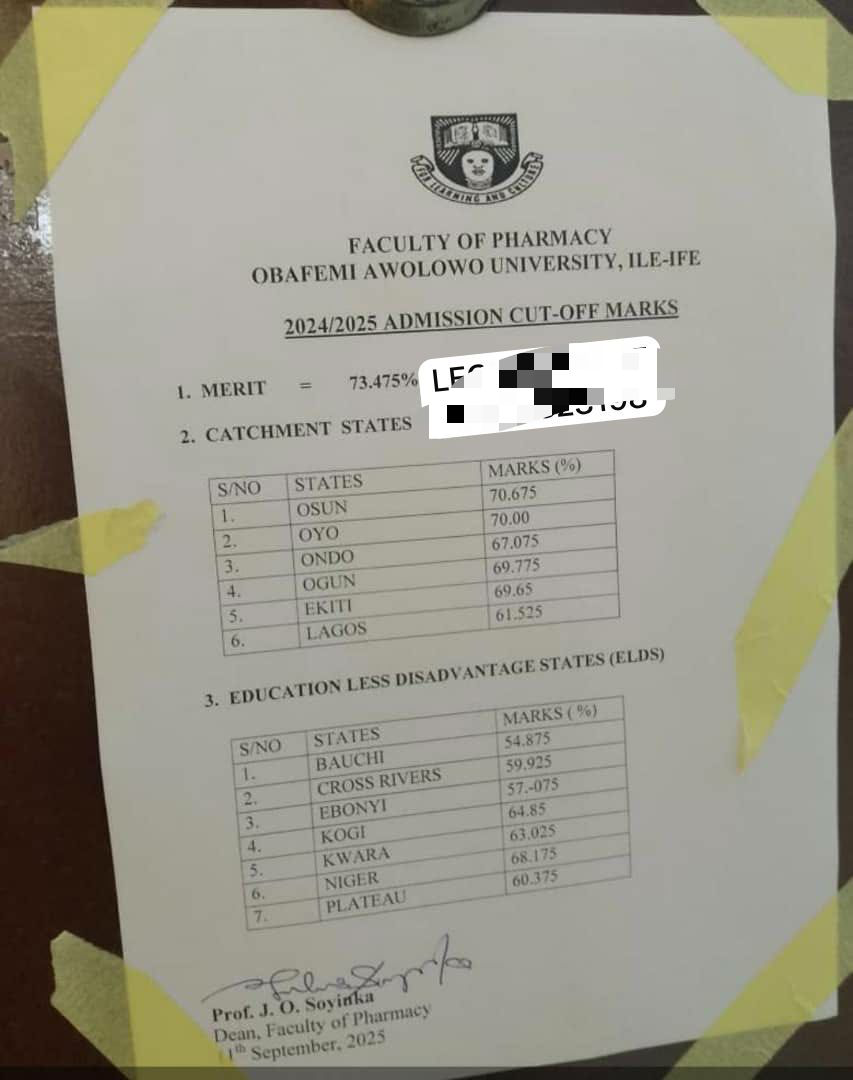 FOR LEARNING AND CULTURE
FACULTY OF PHARMACY
OBAFEMI AWOLOWO UNIVERSITY, ILE-IFE
2024/2025 ADMISSION CUT-OFF MARKS
1. MERIT = 73.475%
2. CATCHMENT STATES
S/NO STATES MARKS (%)
1. OSUN 70.675
2. OYO 70.00
3. ONDO 67.075
4. OGUN 69.775
5. EKITI 69.65
6. LAGOS 61.525
3. EDUCATION LESS DISADVANTAGE STATES (ELDS)
S/NO STATES MARKS ( %)
1. BAUCHI 54.875
2. CROSS RIVERS 59.925
3. EBONYI 57.-075
4. KOGI 64.85
5. KWARA 63.025
6. NIGER 68.175
7. PLATEAU 60.375
Prof. J. O. Soyinka
Dean, Faculty of Pharmacy
11th September, 2025